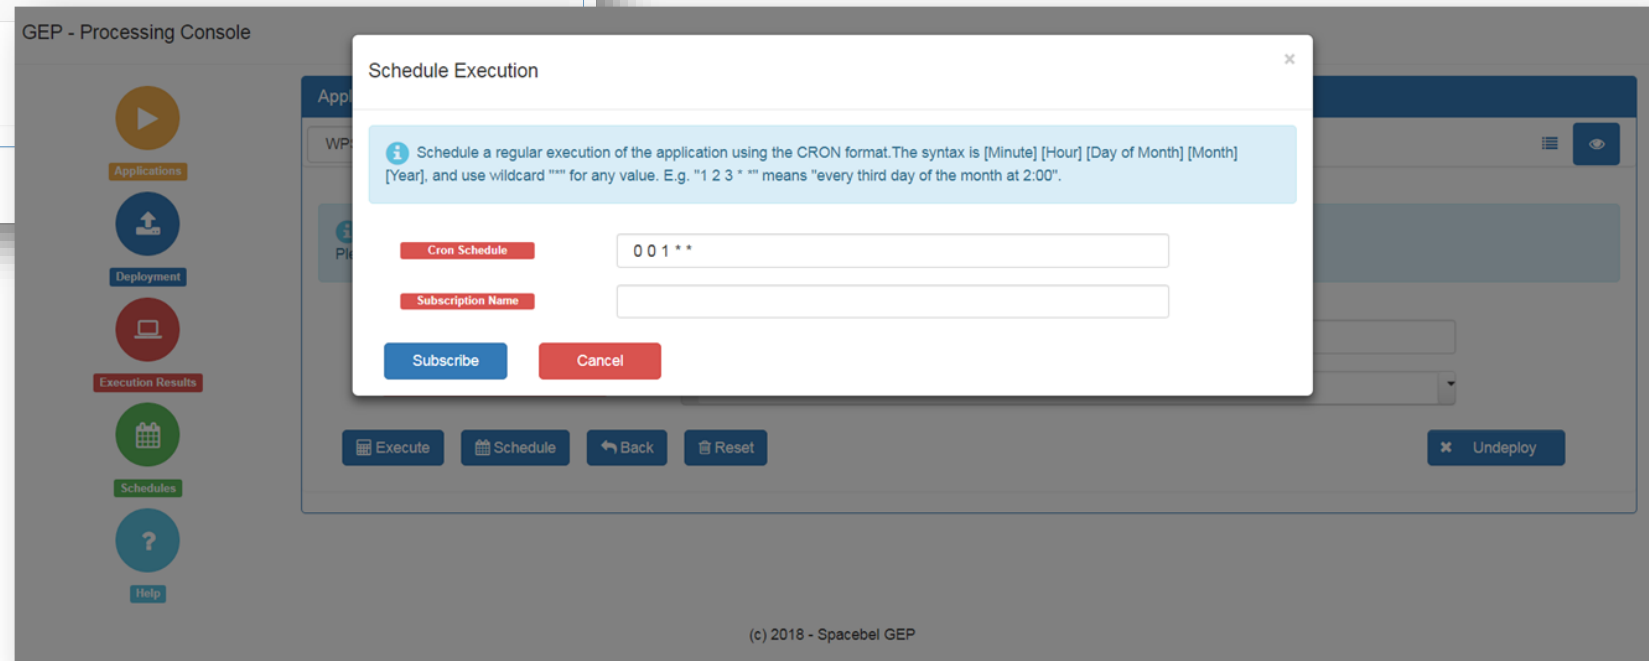 GEP - Processing Console
Schedule Execution
×
Schedule a regular execution of the application using the CRON format.The syntax is [Minute] [Hour] [Day of Month] [Month]
[Year], and use wildcard "*" for any value. E.g. "1 2 3 * *" means "every third day of the month at 2:00".
Cron Schedule
0 0 1 * *
Subscription Name
Subscribe
Cancel
Appl
WPS
Ple
Applications
Deployment
Execution Results
Schedules
Help
Execute
Schedule
Back
Reset
Undeploy
(c) 2018 - Spacebel GEP